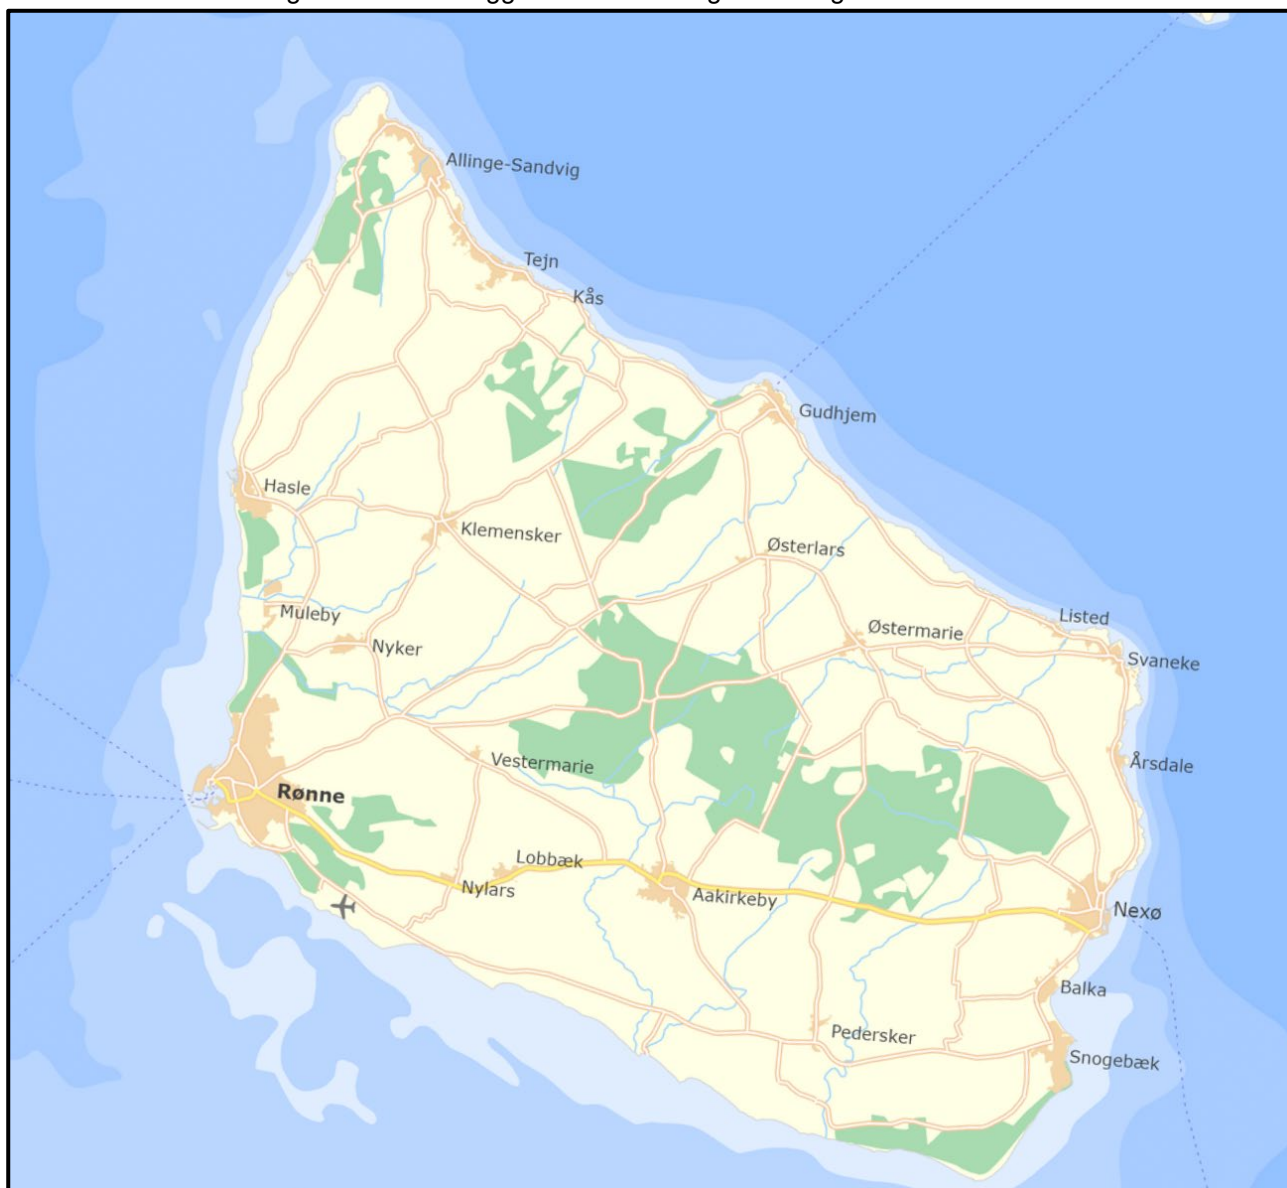 Allinge-Sandvig
Tejn
Kås
Gudhjem
Hasle
Klemensker
Østerlars
Muleby
Nyker
Østermarie
Listed
Svaneke
Vestermarie
Årsdale
Rønne
Lobbæk
Nylars
Aakirkeby
Nexø
Balka
Pedersker
Snogebæk